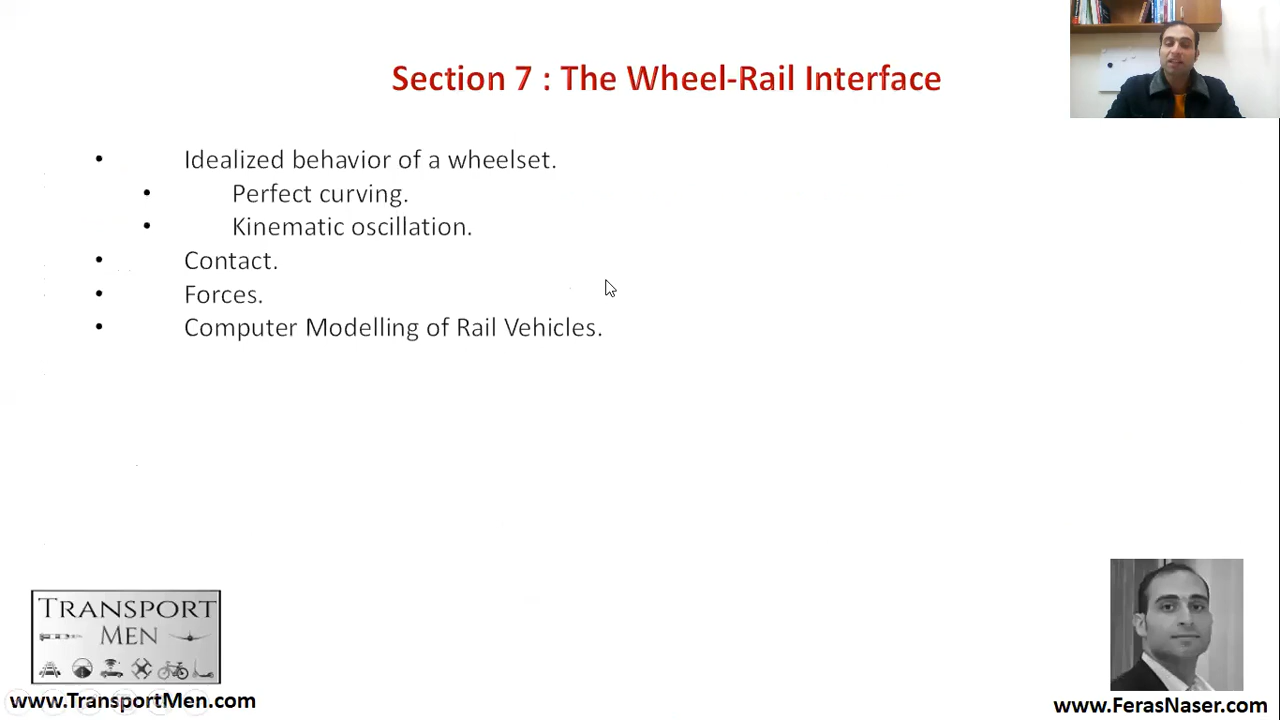 Section 7 : The Wheel-Rail Interface
• Idealized behavior of a wheelset.
• Perfect curving.
• Kinematic oscillation.
• Contact.
• Forces.
• Computer Modelling of Rail Vehicles.
TRANSPORT
MEN
www.TransportMen.com
www.FerasNaser.com